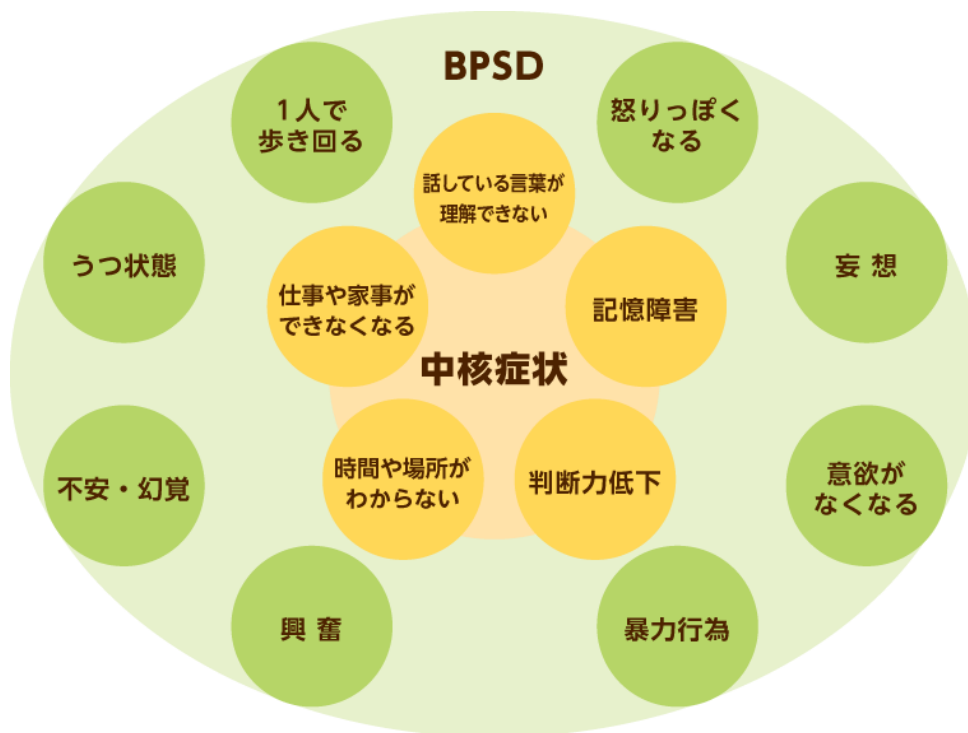 BPSD
1人で
歩き回る
怒りっぽく
なる
話している言葉が
理解できない
うつ状態
妄想
仕事や家事が
できなくなる
記憶障害
中核症状
時間や場所が
わからない
判断力低下
不安・幻覚
意欲が
なくなる
興奮
暴力行為